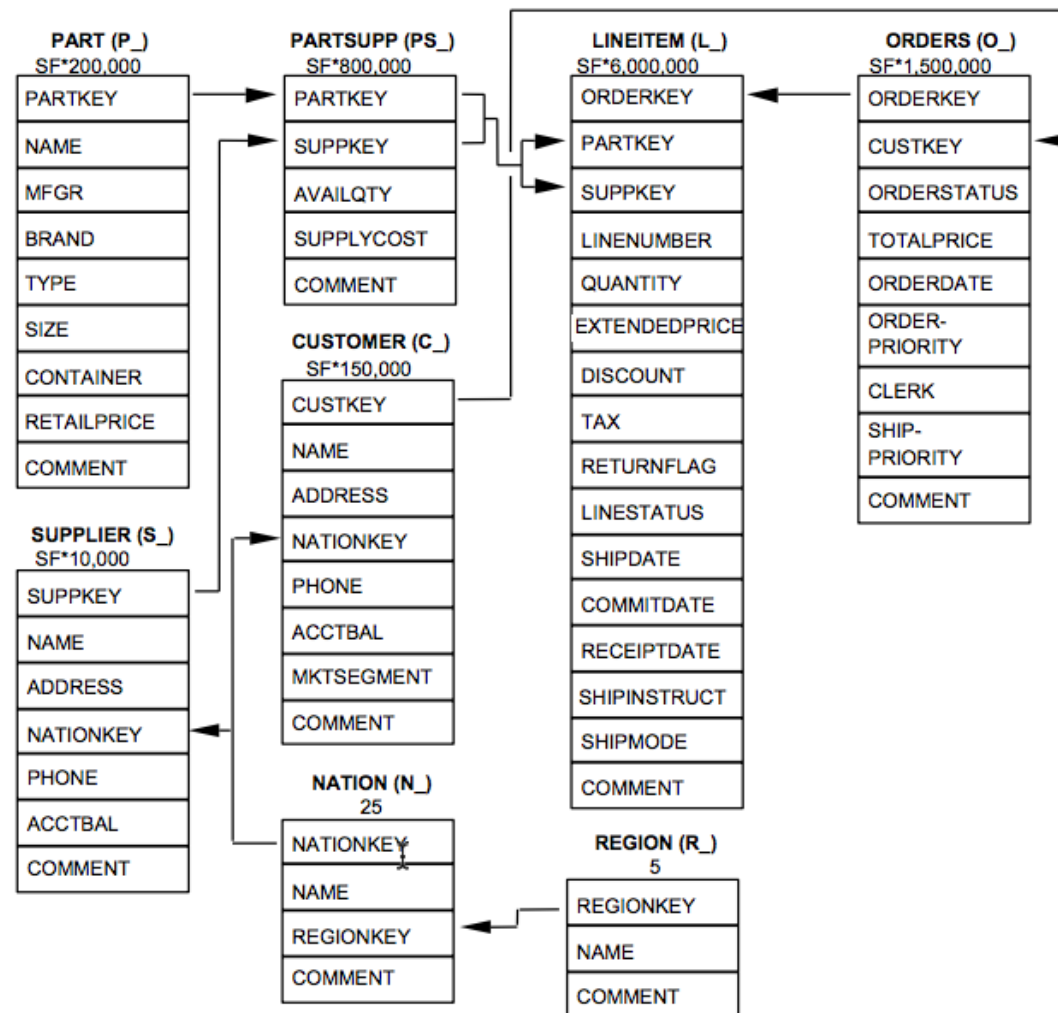 PART (P_)
SF*200,000
PARTKEY
NAME
MFGR
BRAND
TYPE
SIZE
CONTAINER
RETAILPRICE
COMMENT
SUPPLIER (S_)
SF*10,000
SUPPKEY
NAME
ADDRESS
NATIONKEY
PHONE
ACCTBAL
COMMENT
PARTSUPP (PS_)
SF*800,000
PARTKEY
SUPPKEY
AVAILQTY
SUPPLYCOST
COMMENT
CUSTOMER (C_)
SF*150,000
CUSTKEY
NAME
ADDRESS
NATIONKEY
PHONE
ACCTBAL
MKTSEGMENT
COMMENT
NATION (N_)
25
NATIONKEY
NAME
REGIONKEY
COMMENT
LINEITEM (L_)
SF*6,000,000
ORDERKEY
PARTKEY
SUPPKEY
LINENUMBER
QUANTITY
EXTENDEDPRICE
DISCOUNT
TAX
RETURNFLAG
LINESTATUS
SHIPDATE
COMMITDATE
RECEIPTDATE
SHIPINSTRUCT
SHIPMODE
COMMENT
REGION (R_)
5
REGIONKEY
NAME
COMMENT
ORDERS (O_)
SF*1,500,000
ORDERKEY
CUSTKEY
ORDERSTATUS
TOTALPRICE
ORDERDATE
ORDER-
PRIORITY
CLERK
SHIP-
PRIORITY
COMMENT